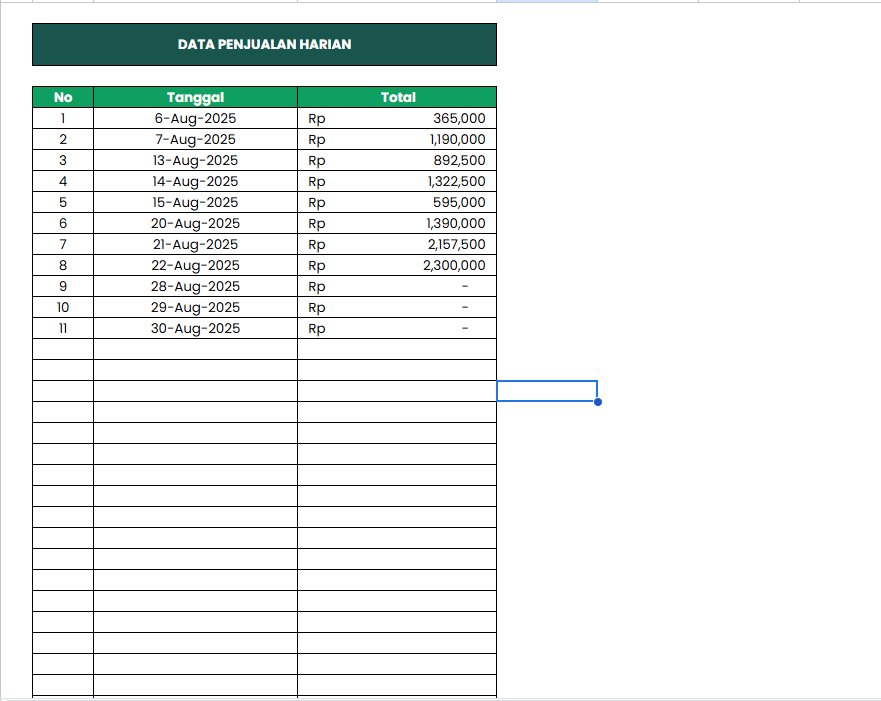 DATA PENJUALAN HARIAN
No Tanggal Total
1 6-Aug-2025 Rp 365,000
2 7-Aug-2025 Rp 1,190,000
3 13-Aug-2025 Rp 892,500
4 14-Aug-2025 Rp 1,322,500
5 15-Aug-2025 Rp 595,000
6 20-Aug-2025 Rp 1,390,000
7 21-Aug-2025 Rp 2,157,500
8 22-Aug-2025 Rp 2,300,000
9 28-Aug-2025 Rp -
10 29-Aug-2025 Rp -
11 30-Aug-2025 Rp -